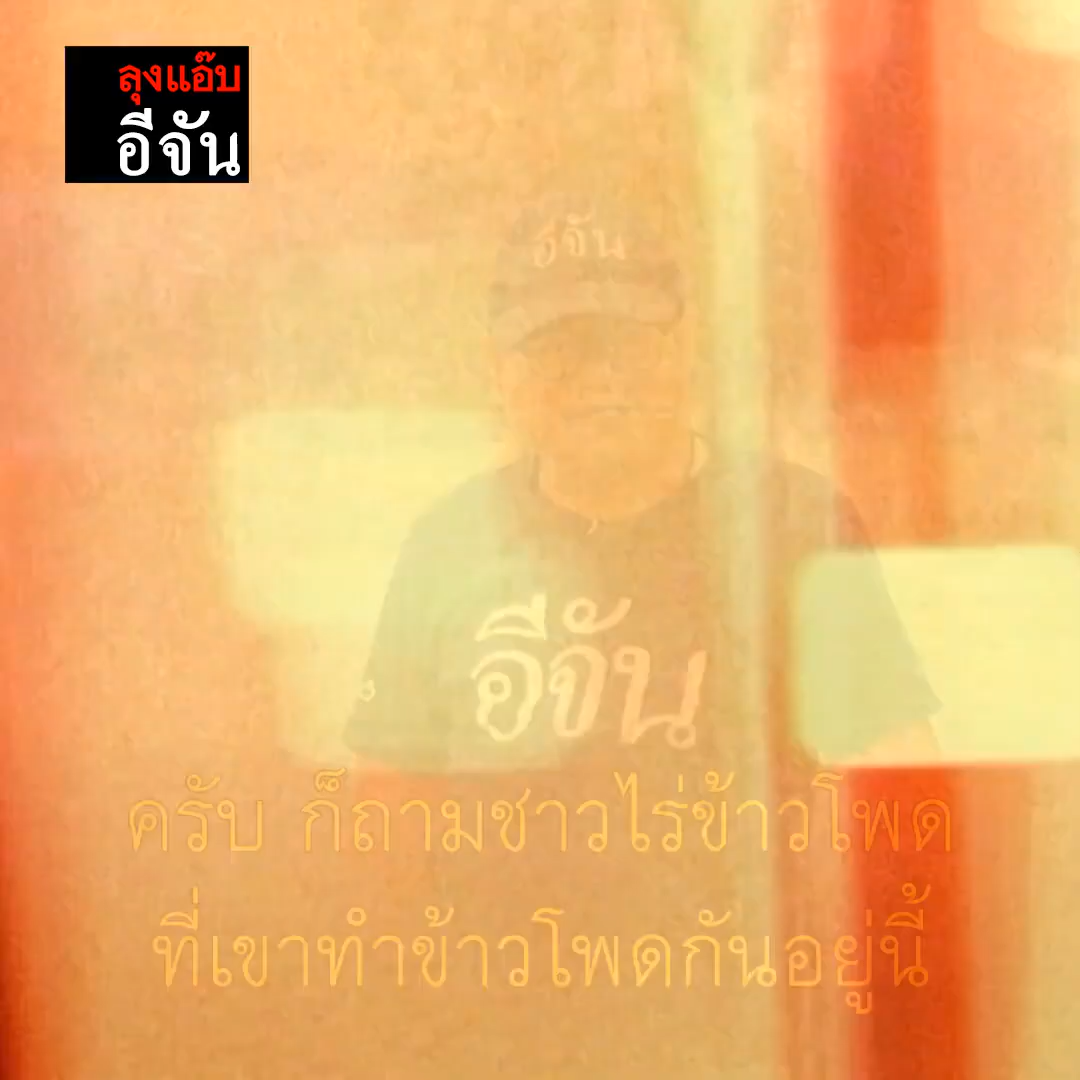 ลุงแอ๊บ
อีจัน
อีจัน
อีจัน
ครับ ก็ถามชาวไร่ข้าวโพด
ที่เขาทำข้าวโพดกันอยู่นี้